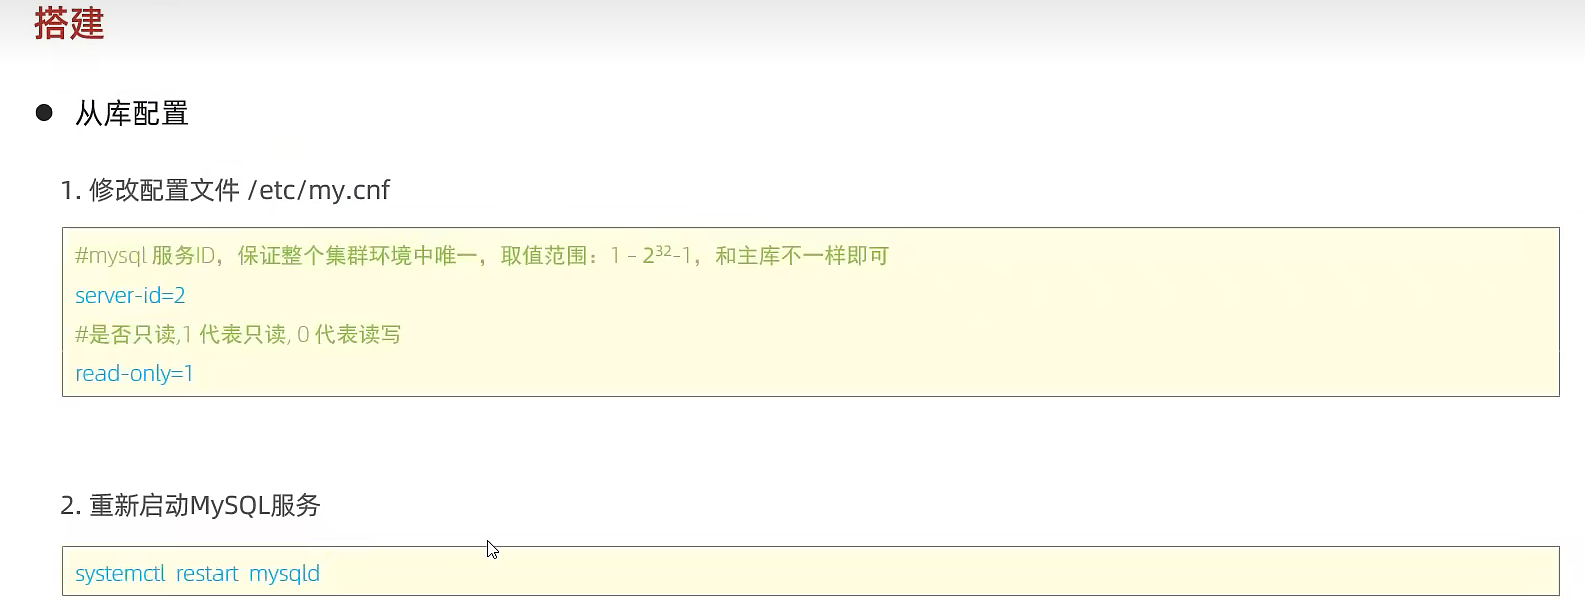 搭建
● 从库配置
1. 修改配置文件 /etc/my.cnf
#mysql 服务ID，保证整个集群环境中唯一，取值范围：1 – 2³²-1，和主库不一样即可
server-id=2
#是否只读,1 代表只读, 0 代表读写
read-only=1
2. 重新启动MySQL服务
systemctl restart mysqld